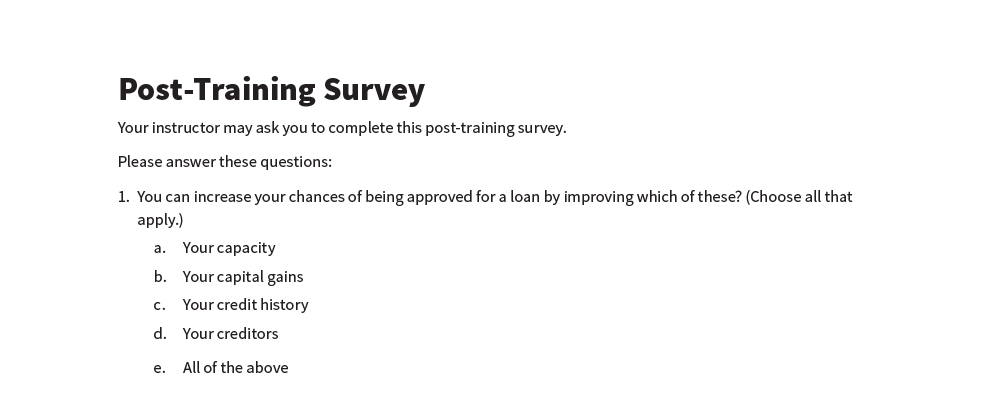 Post-Training Survey
Your instructor may ask you to complete this post-training survey.
Please answer these questions:
1. You can increase your chances of being approved for a loan by improving which of these? (Choose all that
apply.)
a. Your capacity
b. Your capital gains
c. Your credit history
d. Your creditors
e. All of the above